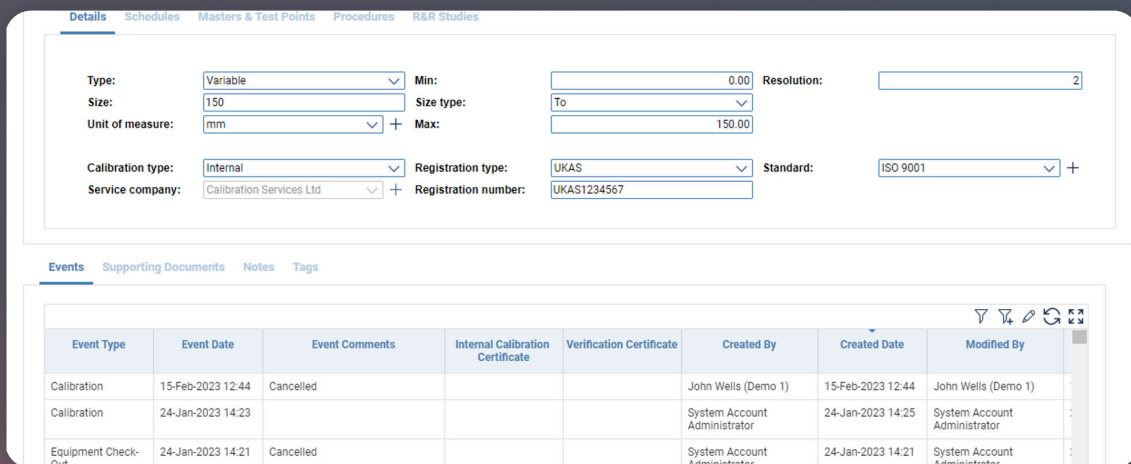 Details Schedules Masters & Test Points Procedures R&R Studies
Type: Variable Min: 0.00 Resolution: 2
Size: 150 Size type: To
Unit of measure: mm Max: 150.00
Calibration type: Internal Registration type: UKAS Standard: ISO 9001
Service company: Calibration Services Ltd Registration number: UKAS1234567
Events Supporting Documents Notes Tags
Event Type Event Date Event Comments Internal Calibration Certificate Verification Certificate Created By Created Date Modified By
Calibration 15-Feb-2023 12:44 Cancelled John Wells (Demo 1) 15-Feb-2023 12:44 John Wells (Demo 1)
Calibration 24-Jan-2023 14:23 System Account Administrator 24-Jan-2023 14:25 System Account Administrator
Equipment Check-Out 24-Jan-2023 14:21 Cancelled System Account Administrator 24-Jan-2023 14:21 System Account Administrator